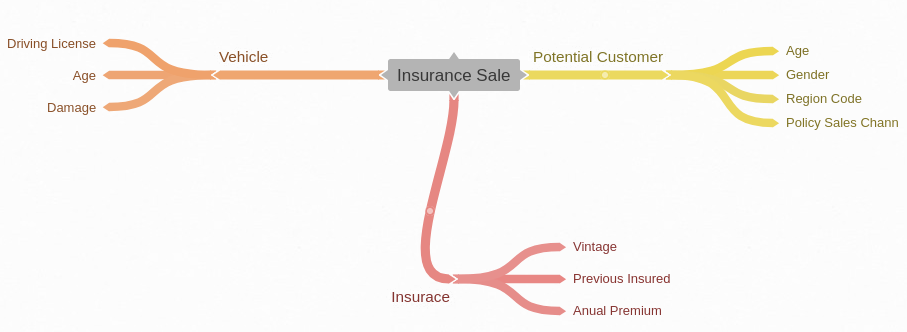 Driving License
Age
Damage
Vehicle
Insurance Sale
Potential Customer
Age
Gender
Region Code
Policy Sales Chann
Insurace
Vintage
Previous Insured
Anual Premium